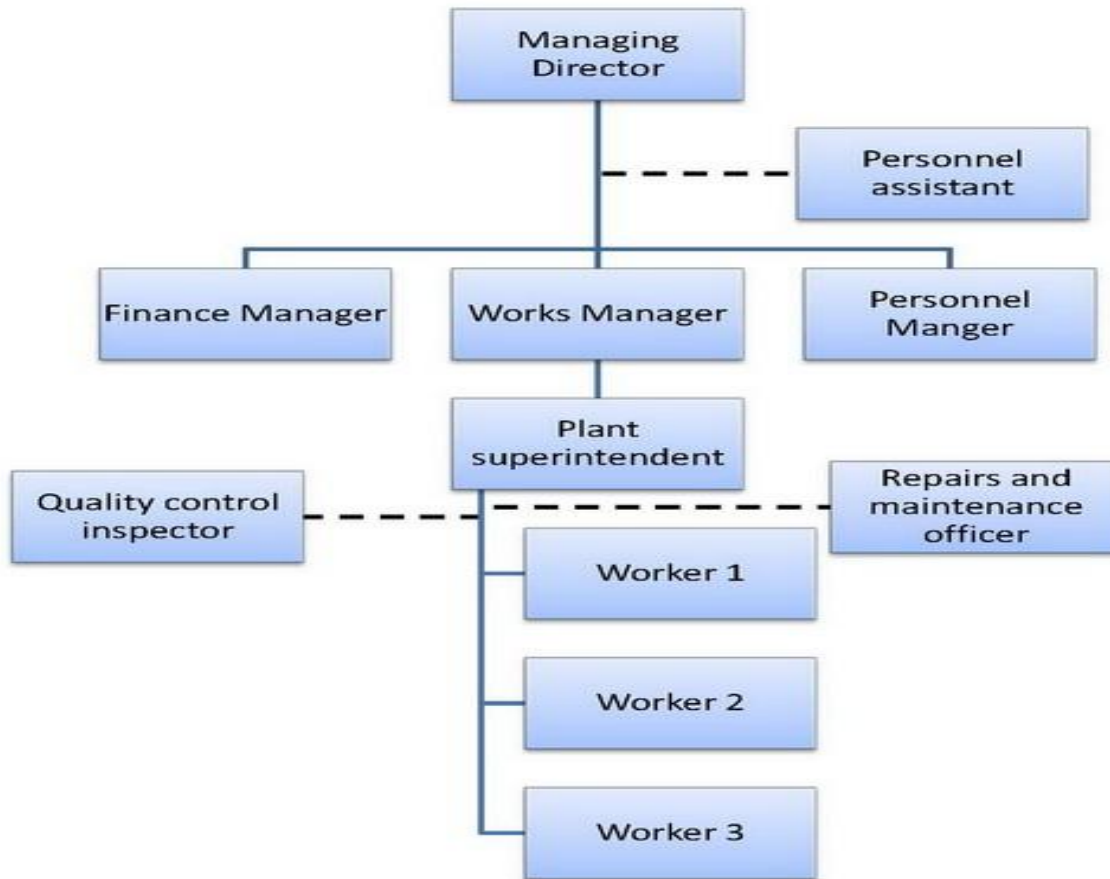 Managing
Director
Personnel
assistant
Finance Manager
Works Manager
Personnel
Manger
Plant
superintendent
Quality control
inspector
Repairs and
maintenance
officer
Worker 1
Worker 2
Worker 3